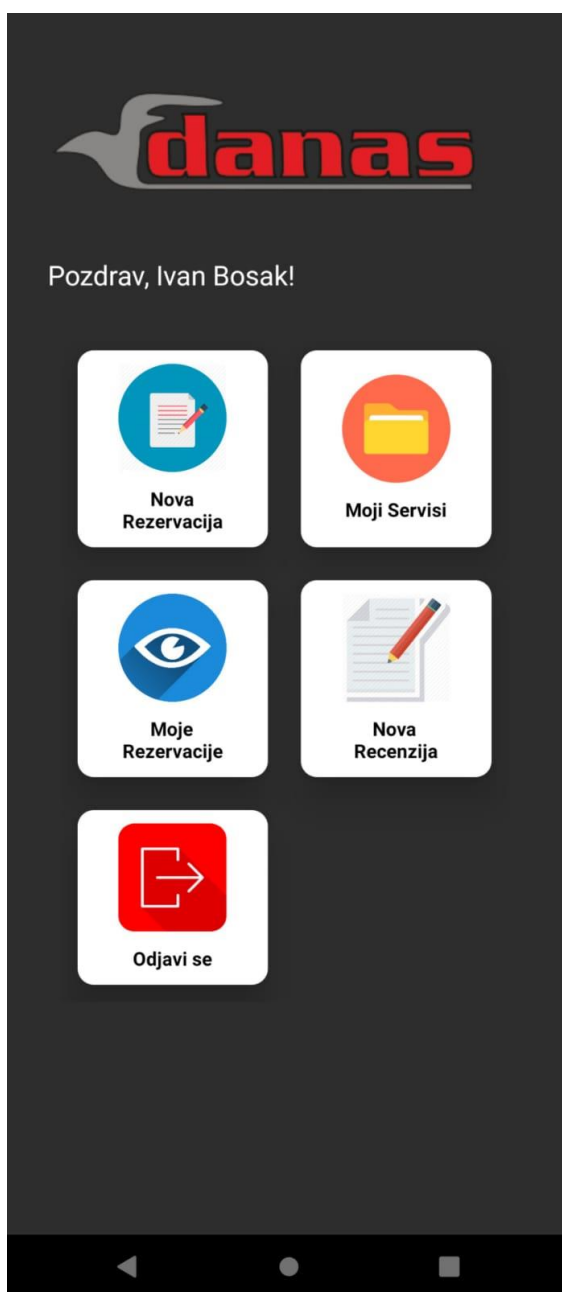 danas
Pozdrav, Ivan Bosak!
Nova
Rezervacija
Moji Servisi
Moje
Rezervacije
Nova
Recenzija
Odjavi se